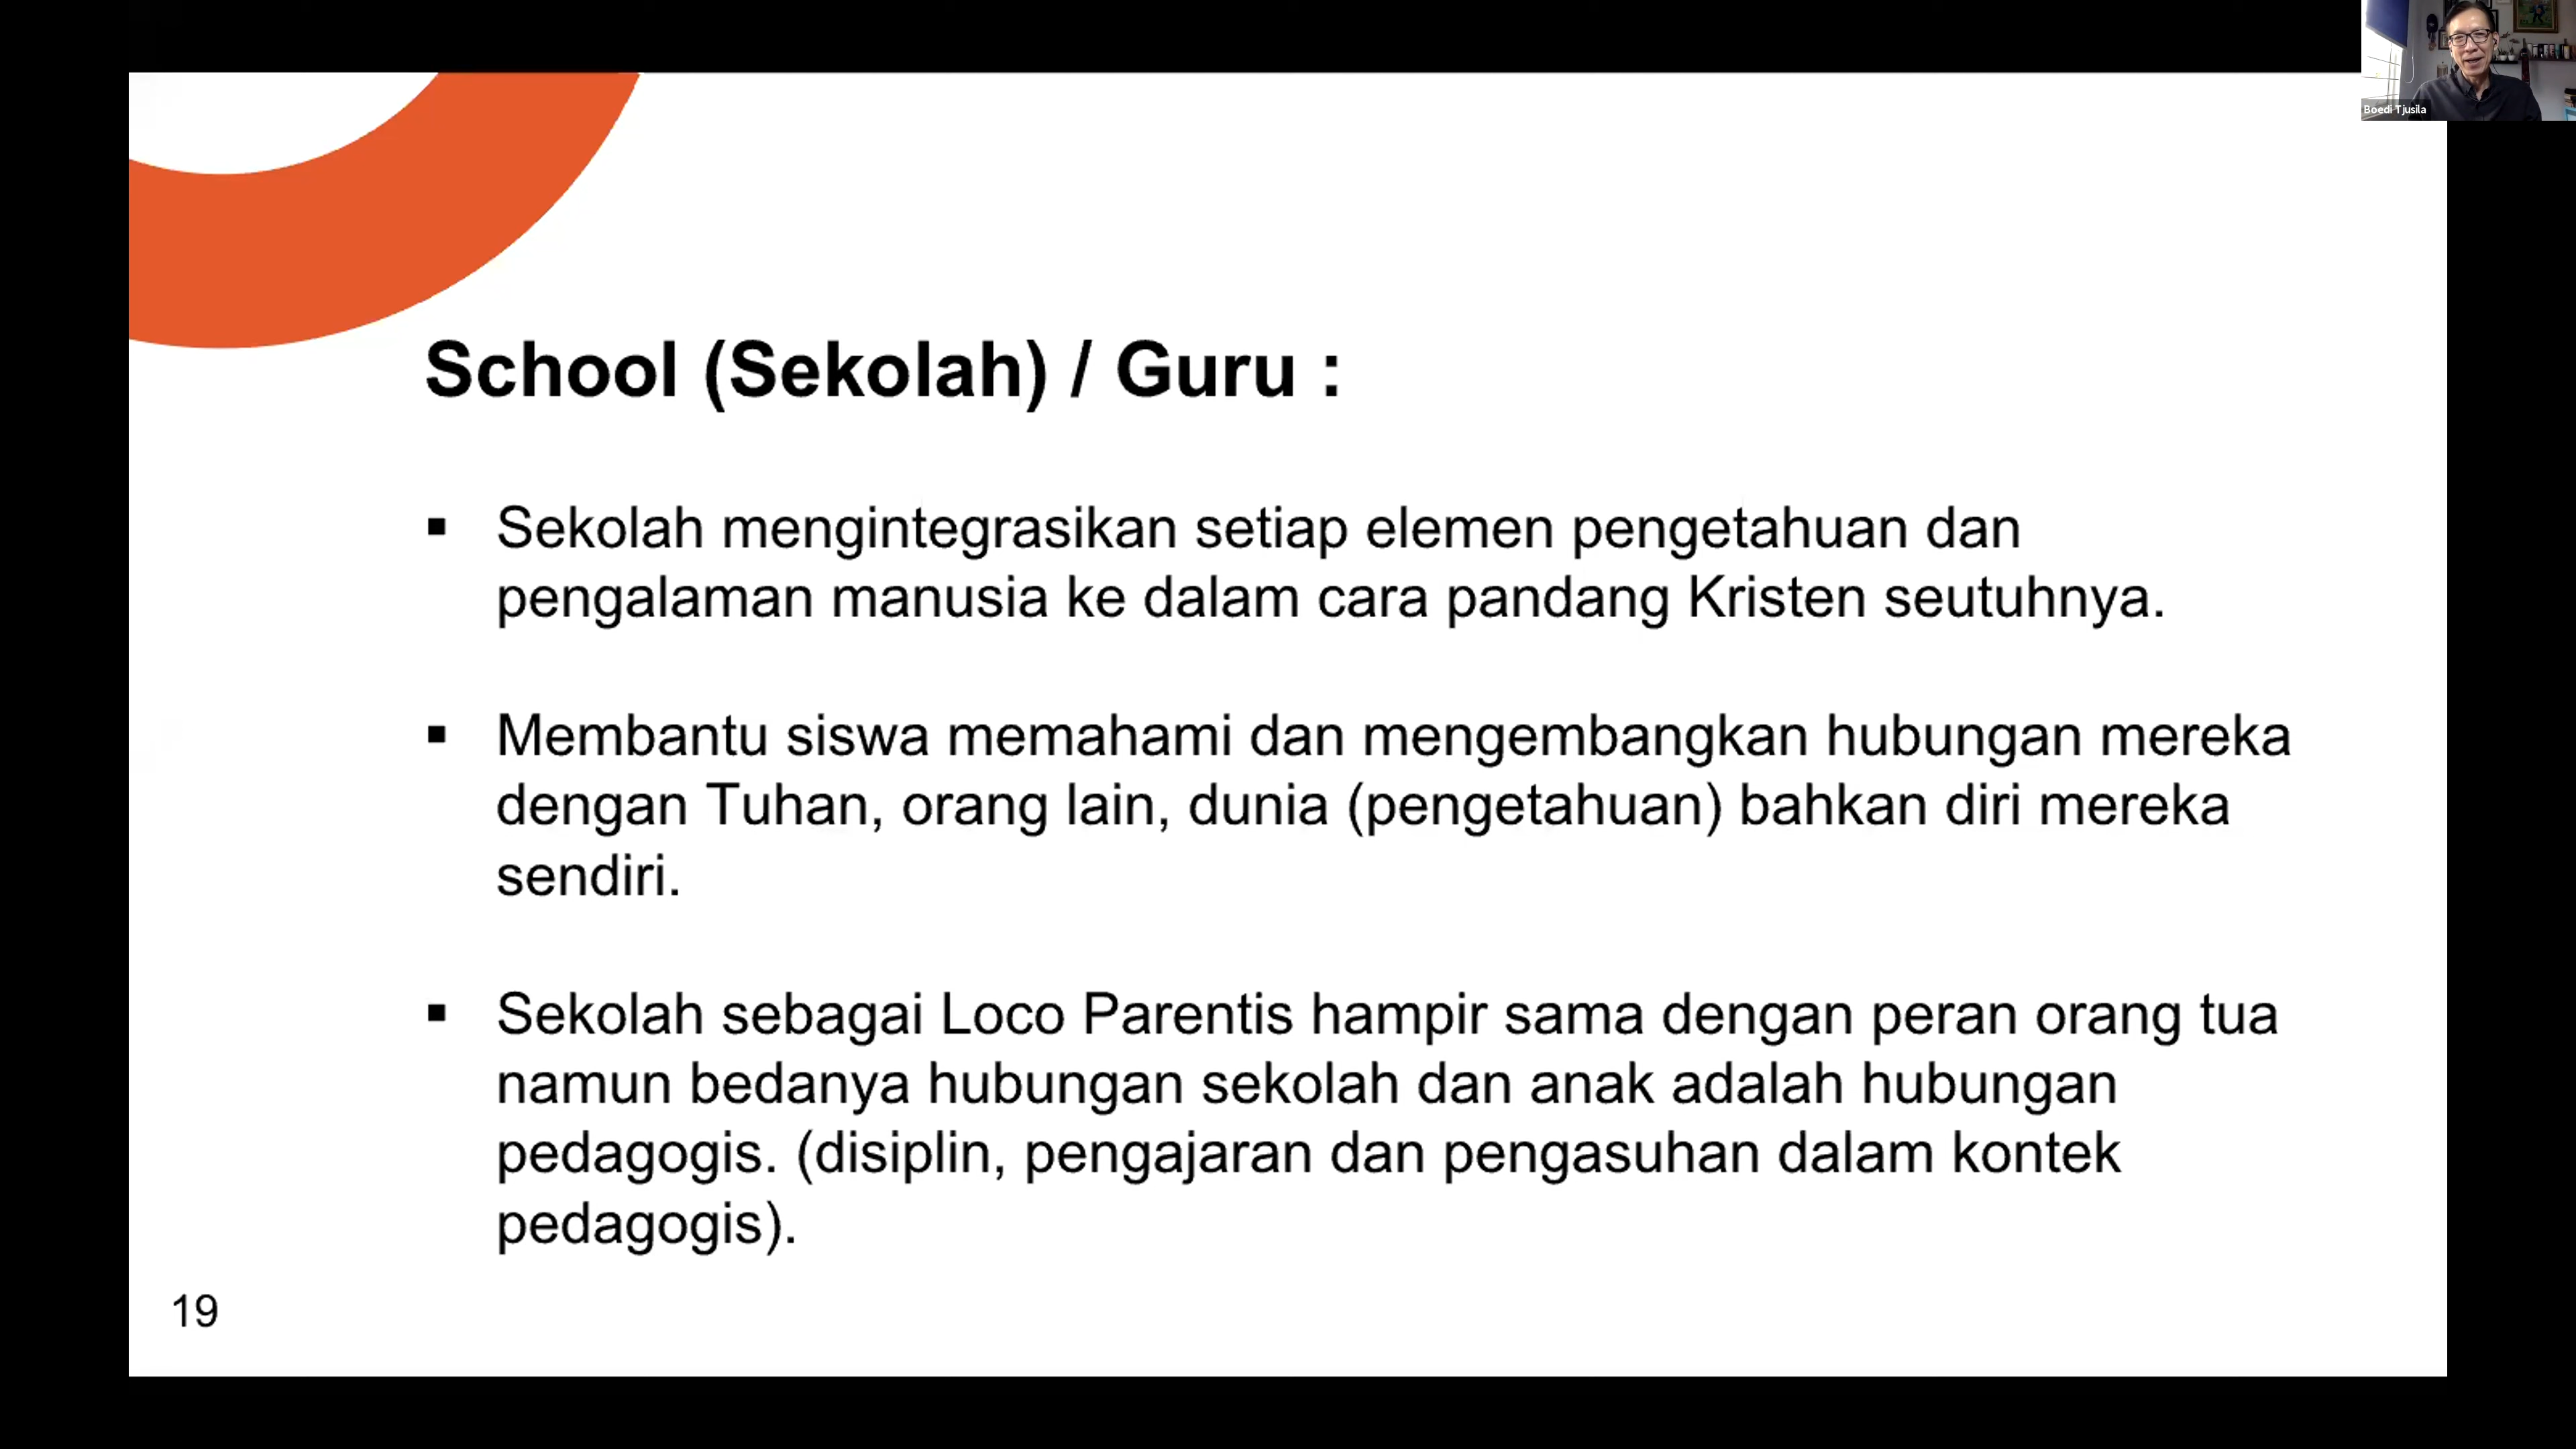 Boedi Tjusila
School (Sekolah) / Guru :
▪ Sekolah mengintegrasikan setiap elemen pengetahuan dan
pengalaman manusia ke dalam cara pandang Kristen seutuhnya.
▪ Membantu siswa memahami dan mengembangkan hubungan mereka
dengan Tuhan, orang lain, dunia (pengetahuan) bahkan diri mereka
sendiri.
▪ Sekolah sebagai Loco Parentis hampir sama dengan peran orang tua
namun bedanya hubungan sekolah dan anak adalah hubungan
pedagogis. (disiplin, pengajaran dan pengasuhan dalam kontek
pedagogis).
19